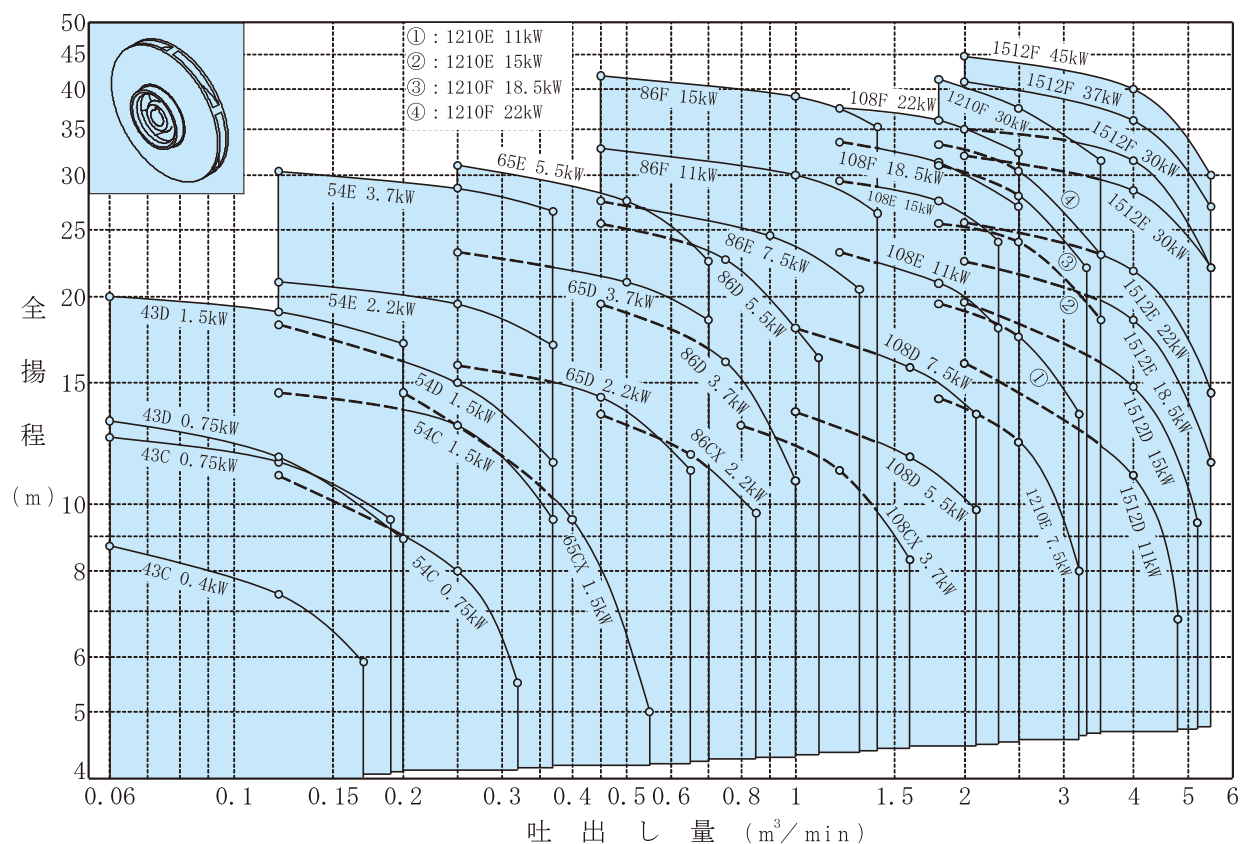 50
45
40
35
30
25
20
15
10
8
6
5
4
全揚程
(m)
① : 1210E 11kW
② : 1210E 15kW
③ : 1210F 18.5kW
④ : 1210F 22kW
1512F 45kW
1512F 37kW
86F 15kW
108F 22kW
1210F 30kW
1512F 30kW
65E 5.5kW
86F 11kW
108F 18.5kW
54E 3.7kW
108E 15kW
④
1512E 30kW
86E 7.5kW
108E 11kW
③
65D 3.7kW
86D 5.5kW
②
1512E 22kW
54E 2.2kW
43D 1.5kW
108D 7.5kW
1512E 18.5kW
86D 3.7kW
65D 2.2kW
①
54D 1.5kW
1512D 15kW
43D 0.75kW
54C 1.5kW
86CX 2.2kW
43C 0.75kW
108D 5.5kW
1512D 11kW
1210E 7.5kW
108CX 3.7kW
65CX 1.5kW
43C 0.4kW
54C 0.75kW
0.06 0.1 0.15 0.2 0.3 0.4 0.5 0.6 0.8 1 1.5 2 3 4 5 6
吐出し量 (m³/min)